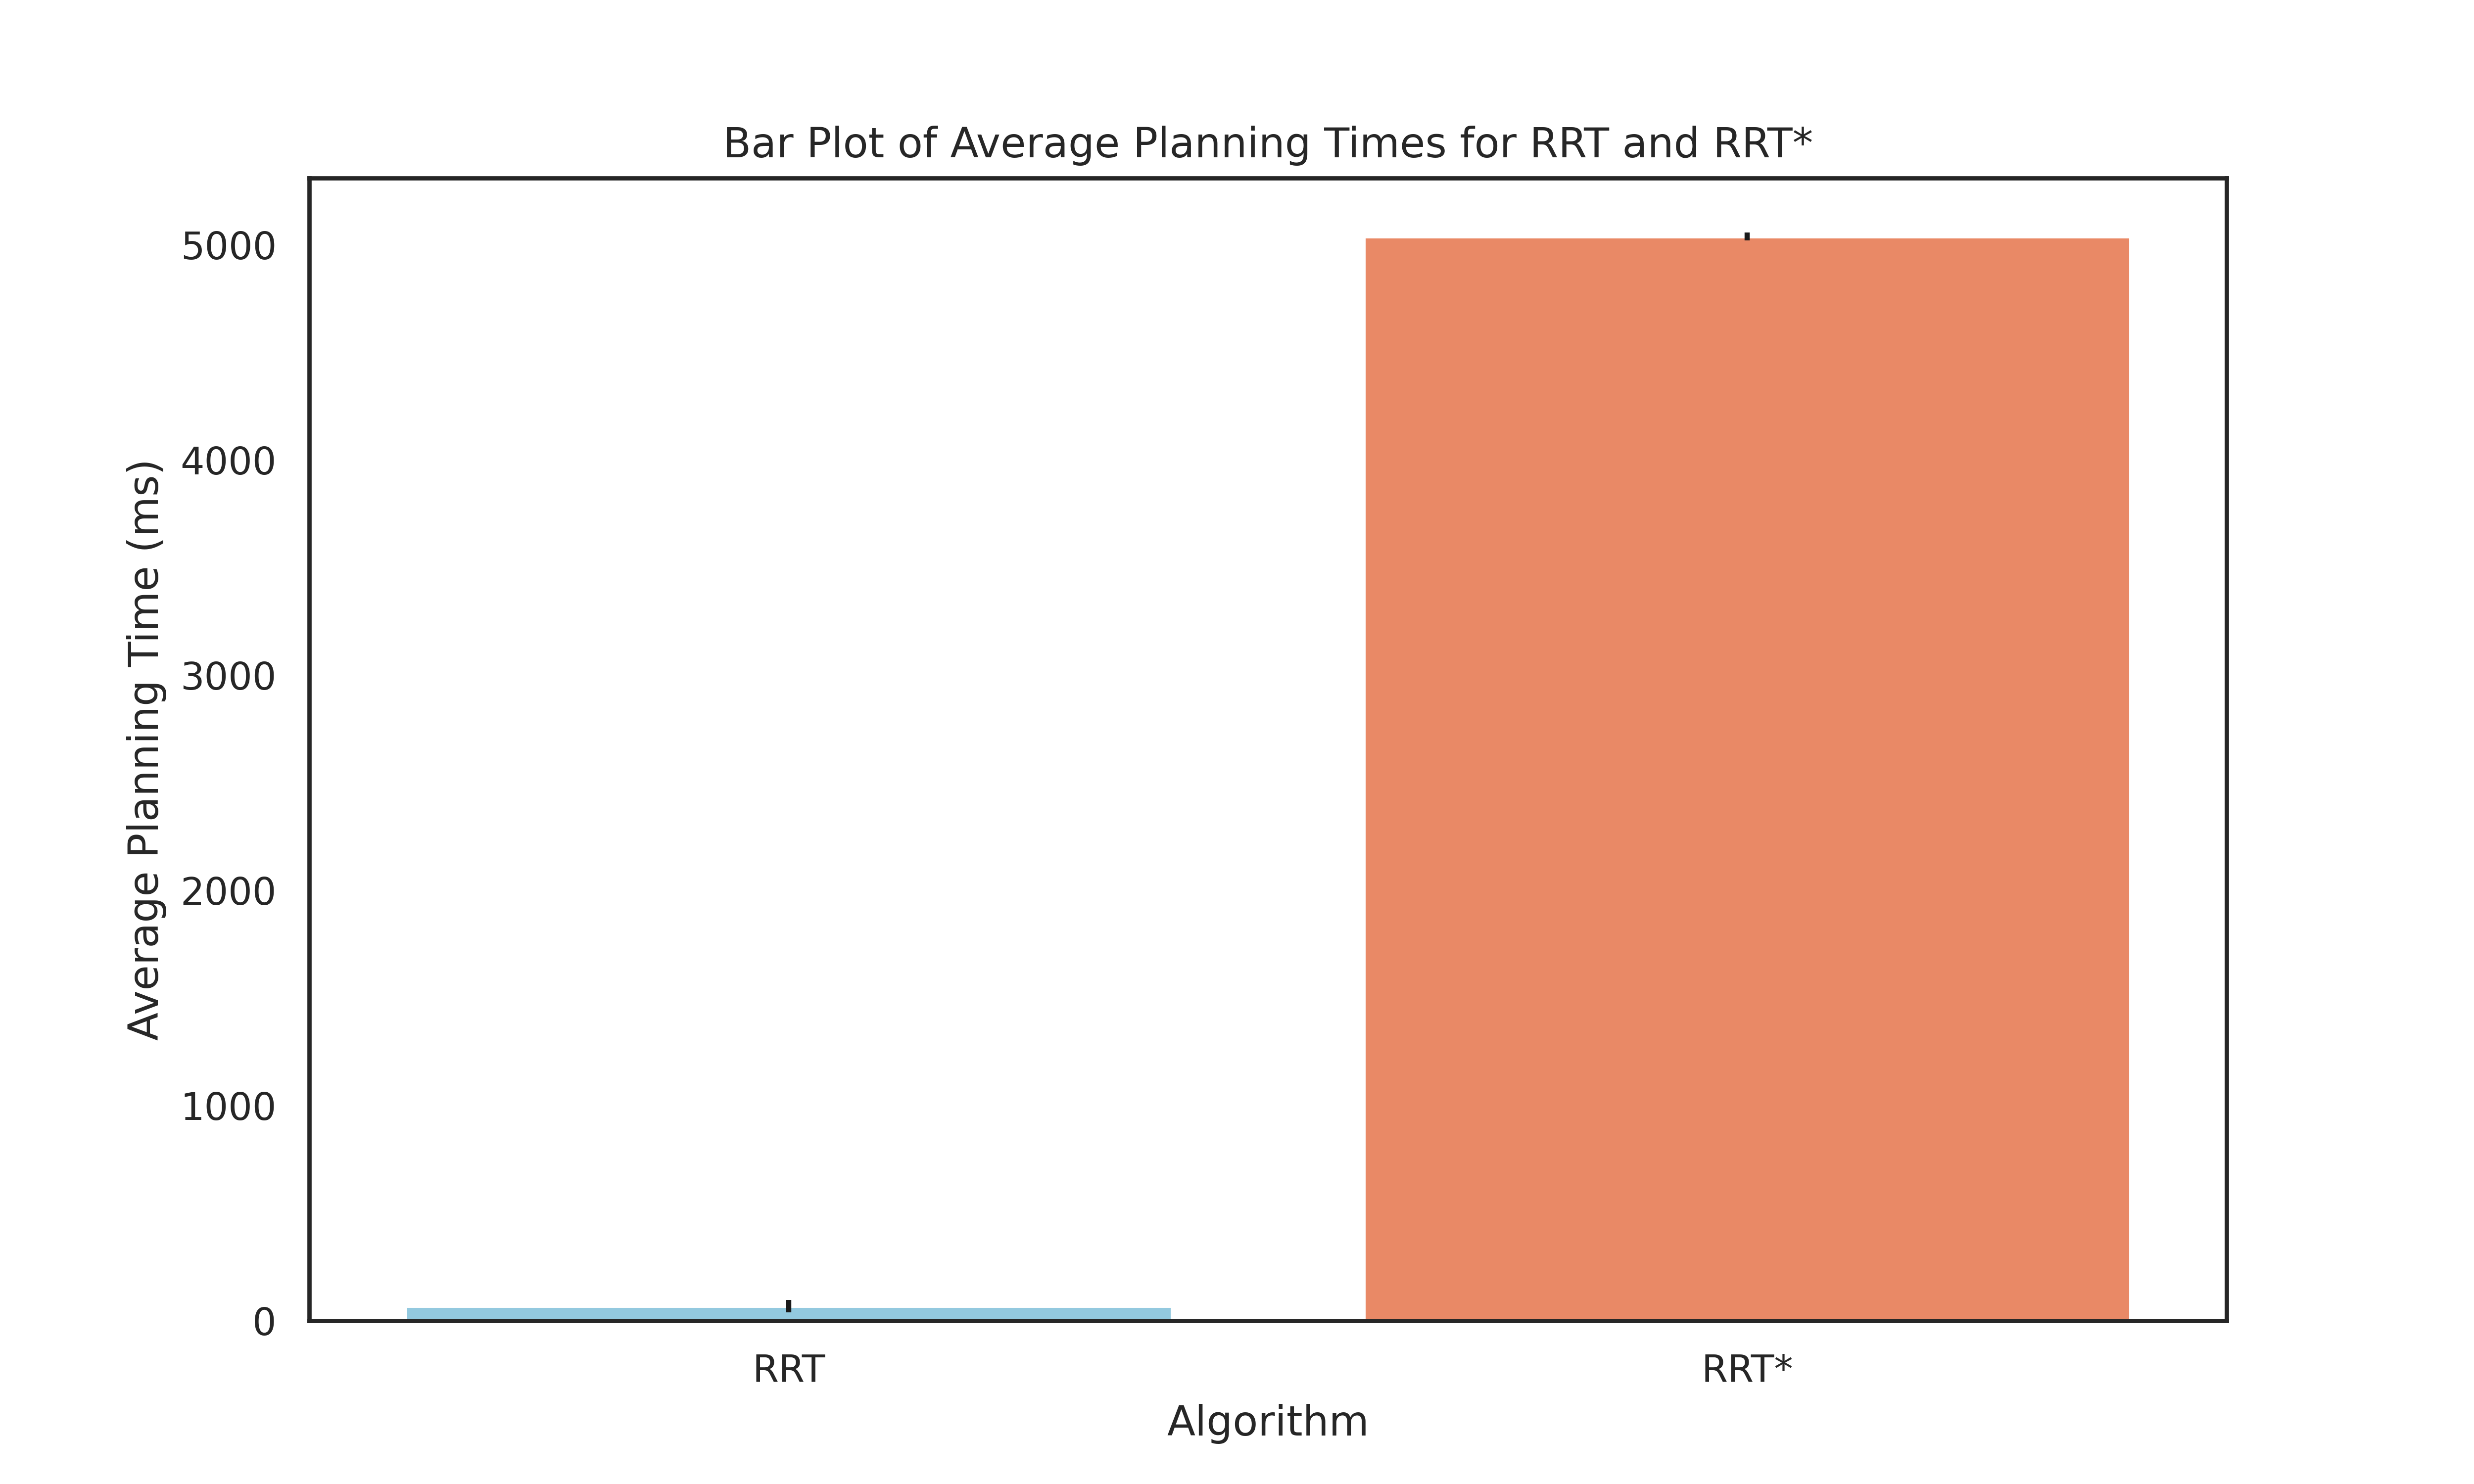 Bar Plot of Average Planning Times for RRT and RRT*
Average Planning Time (ms)
5000
4000
3000
2000
1000
0
RRT
RRT*
Algorithm